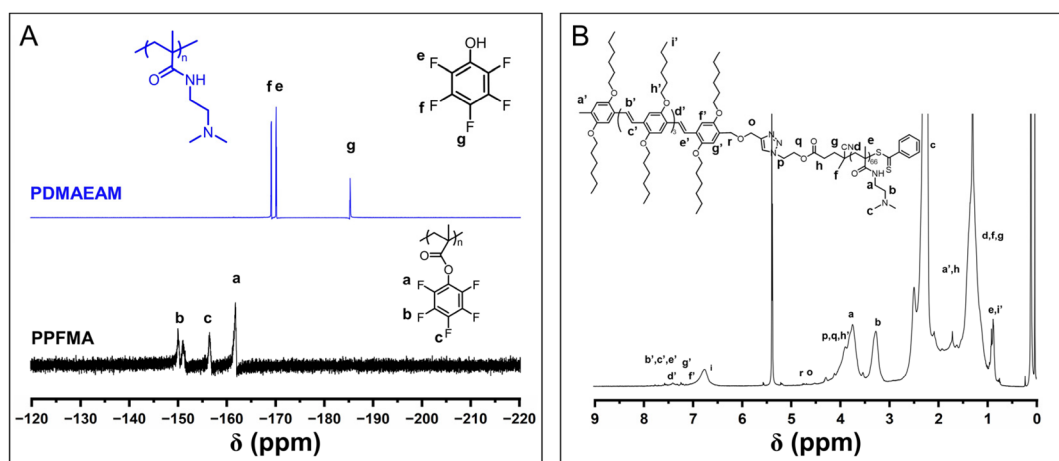 A
( )n
O
NH
N
PDMAEAM
f e
g
OH
e F F
f F F
F
g
( )n
O
O
a F F
b F F
F
c
a
b
c
PPFMA
−120 −130 −140 −150 −160 −170 −180 −190 −200 −210 −220
δ (ppm)
B
i'
h'
a'
b'
c'
d'
e'
f'
g'
3
O
o
r
N
N
N
p
q
h
g
CN
d
e
f
66
S
S
O
NH
a
b
N
c
c
d,f,g
a',h
e,i'
a
p,q,h'
b
b',c',e'
g'
d'
f'
i
r o
9 8 7 6 5 4 3 2 1 0
δ (ppm)